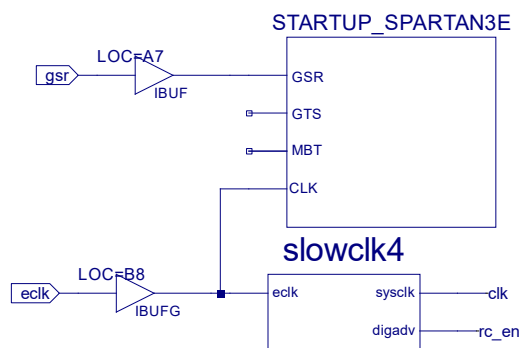 STARTUP_SPARTAN3E
LOC=A7
gsr
IBUF
GSR
GTS
MBT
CLK
slowclk4
LOC=B8
eclk
IBUFG
eclk
sysclk
clk
digadv
rc_en